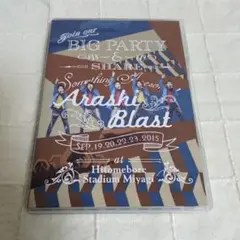 Join our
BIG PARTY
&
SHARE
Something
Arashi
Blast
SEP. 19. 20. 22. 23. 2015
at
Hitomebore
Stadium Miyagi